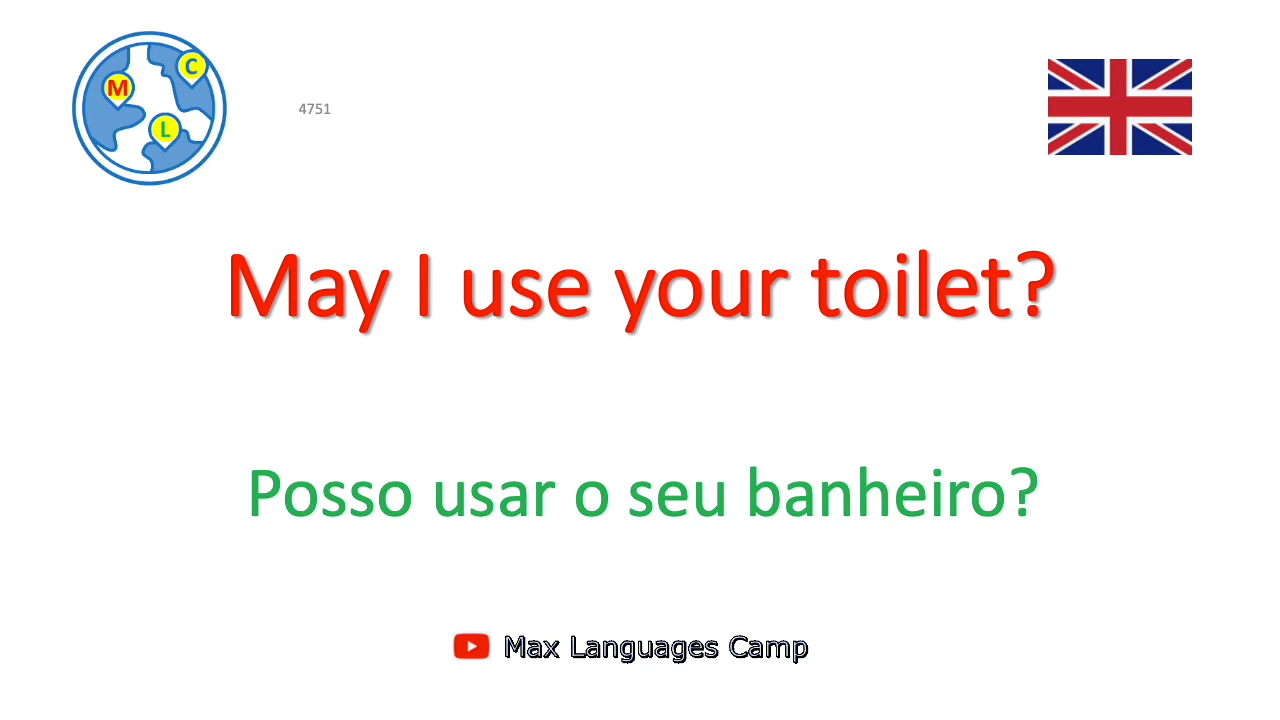 M
C
L
4751
May I use your toilet?
Posso usar o seu banheiro?
Max Languages Camp